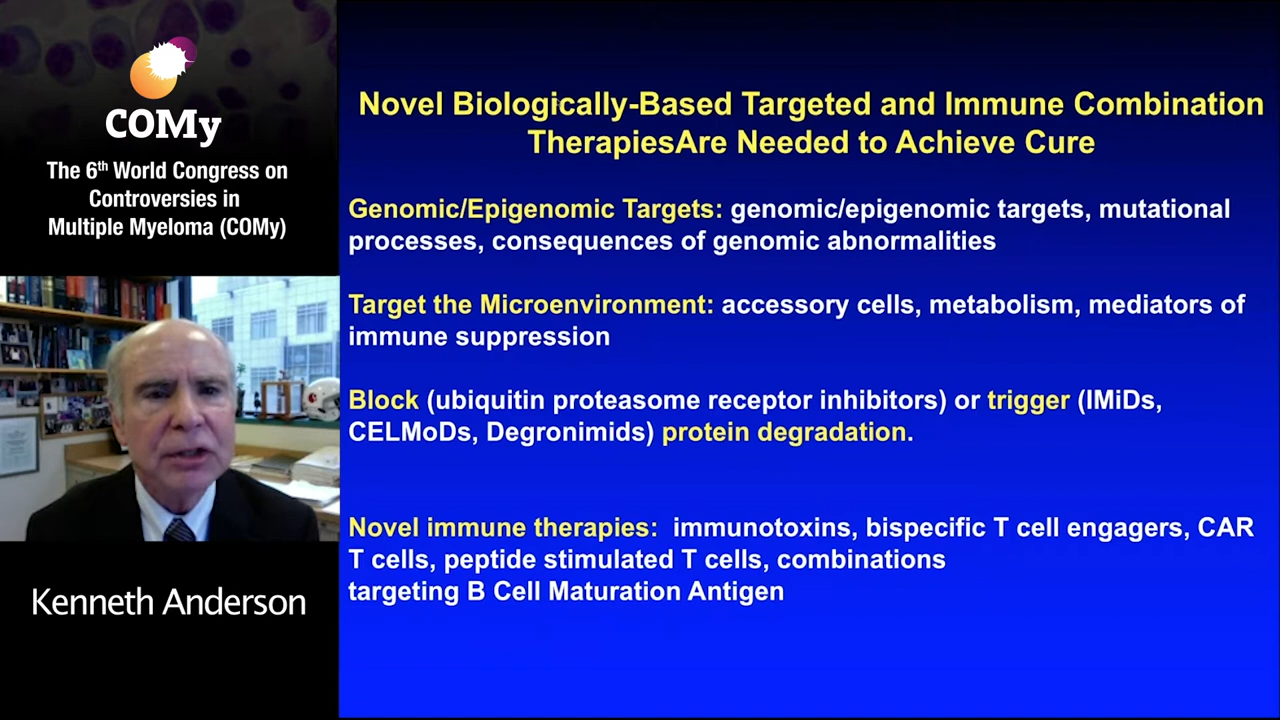 COMy
The 6th World Congress on
Controversies in
Multiple Myeloma (COMy)
Kenneth Anderson
Novel Biologically-Based Targeted and Immune Combination
TherapiesAre Needed to Achieve Cure
Genomic/Epigenomic Targets: genomic/epigenomic targets, mutational
processes, consequences of genomic abnormalities
Target the Microenvironment: accessory cells, metabolism, mediators of
immune suppression
Block (ubiquitin proteasome receptor inhibitors) or trigger (IMiDs,
CELMoDs, Degronimids) protein degradation.
Novel immune therapies: immunotoxins, bispecific T cell engagers, CAR
T cells, peptide stimulated T cells, combinations
targeting B Cell Maturation Antigen